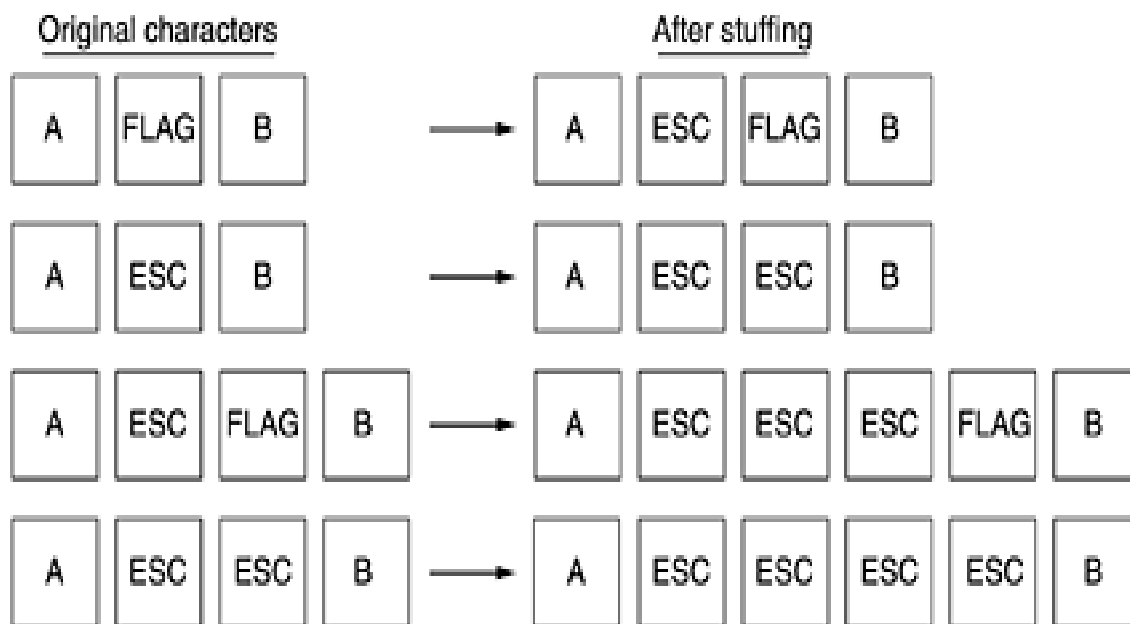 Original characters After stuffing
A FLAG B A ESC FLAG B
A ESC B A ESC ESC B
A ESC FLAG B A ESC ESC ESC FLAG B
A ESC ESC B A ESC ESC ESC ESC B